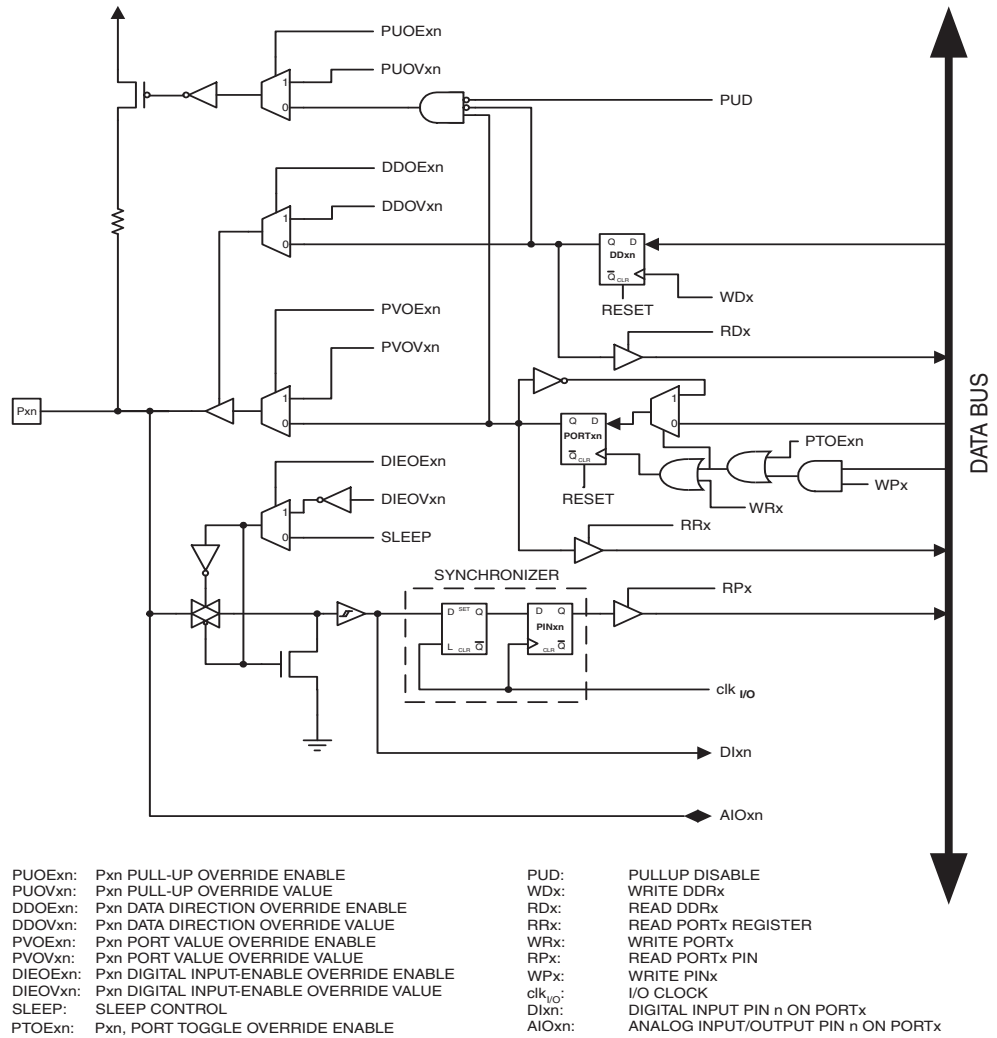 PUOExn
PUOVxn
1
0
PUD
DDOExn
DDOVxn
1
0
Q D
DDxn
Q CLR
WDx
RESET
RDx
PVOExn
PVOVxn
1
0
Pxn
1
0
Q D
PORTxn
Q CLR
RESET
PTOExn
WPx
WRx
RRx
DATA BUS
DIEOExn
DIEOVxn
1
0
SLEEP
SYNCHRONIZER
D SET Q
L CLR Q
D Q
PINxn
CLR Q
RPx
clk I/O
DIxn
AIOxn
PUOExn: Pxn PULL-UP OVERRIDE ENABLE
PUOVxn: Pxn PULL-UP OVERRIDE VALUE
DDOExn: Pxn DATA DIRECTION OVERRIDE ENABLE
DDOVxn: Pxn DATA DIRECTION OVERRIDE VALUE
PVOExn: Pxn PORT VALUE OVERRIDE ENABLE
PVOVxn: Pxn PORT VALUE OVERRIDE VALUE
DIEOExn: Pxn DIGITAL INPUT-ENABLE OVERRIDE ENABLE
DIEOVxn: Pxn DIGITAL INPUT-ENABLE OVERRIDE VALUE
SLEEP: SLEEP CONTROL
PTOExn: Pxn, PORT TOGGLE OVERRIDE ENABLE
PUD: PULLUP DISABLE
WDx: WRITE DDRx
RDx: READ DDRx
RRx: READ PORTx REGISTER
WRx: WRITE PORTx
RPx: READ PORTx PIN
WPx: WRITE PINx
clkI/O: I/O CLOCK
DIxn: DIGITAL INPUT PIN n ON PORTx
AIOxn: ANALOG INPUT/OUTPUT PIN n ON PORTx